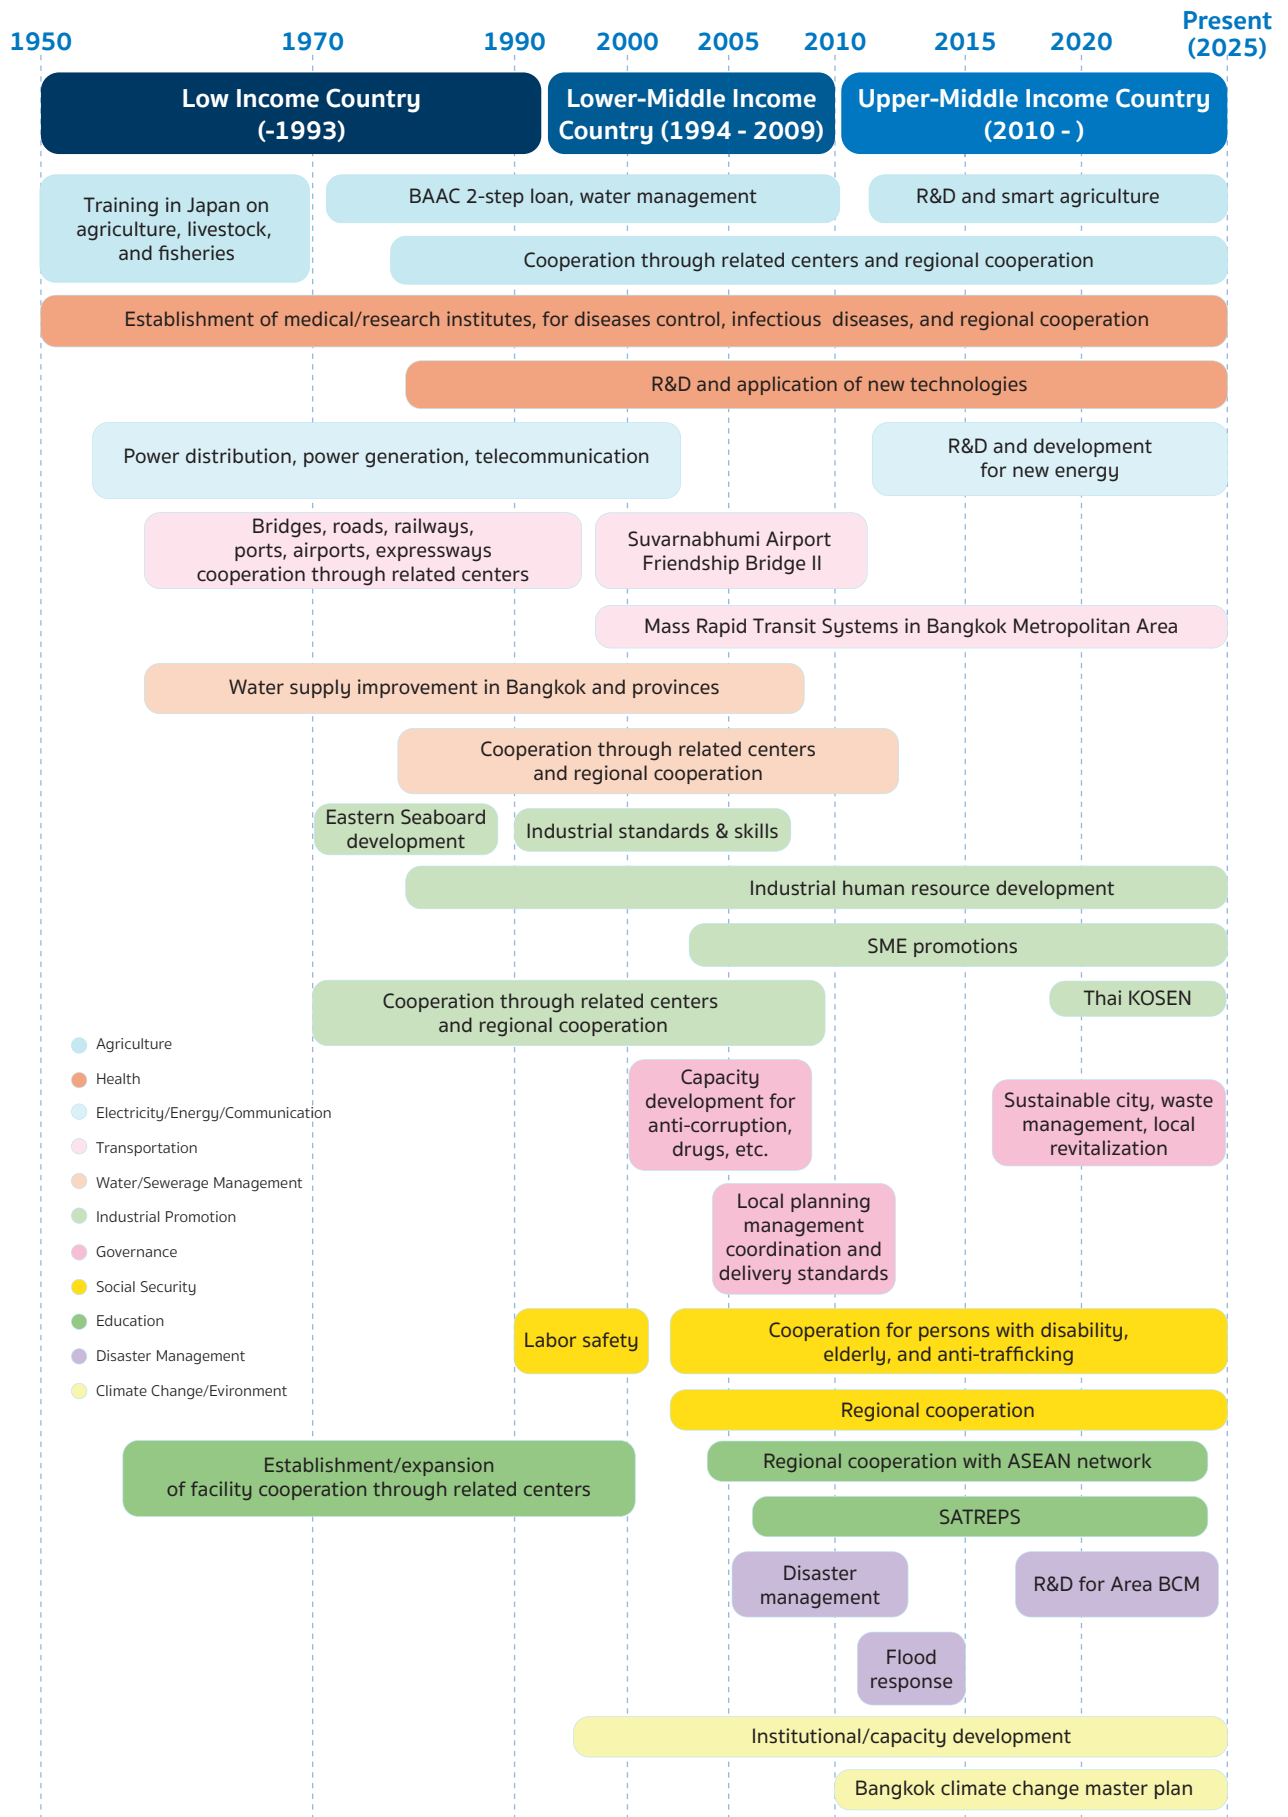 Present
1950 1970 1990 2000 2005 2010 2015 2020 (2025)
Low Income Country
(-1993)
Lower-Middle Income
Country (1994 - 2009)
Upper-Middle Income Country
(2010 - )
Training in Japan on
agriculture, livestock,
and fisheries
BAAC 2-step loan, water management
R&D and smart agriculture
Cooperation through related centers and regional cooperation
Establishment of medical/research institutes, for diseases control, infectious diseases, and regional cooperation
R&D and application of new technologies
Power distribution, power generation, telecommunication
R&D and development
for new energy
Bridges, roads, railways,
ports, airports, expressways
cooperation through related centers
Suvarnabhumi Airport
Friendship Bridge II
Mass Rapid Transit Systems in Bangkok Metropolitan Area
Water supply improvement in Bangkok and provinces
Cooperation through related centers
and regional cooperation
Eastern Seaboard
development
Industrial standards & skills
Industrial human resource development
SME promotions
Cooperation through related centers
and regional cooperation
Thai KOSEN
Agriculture
Health
Electricity/Energy/Communication
Transportation
Water/Sewerage Management
Industrial Promotion
Governance
Social Security
Education
Disaster Management
Climate Change/Evironment
Capacity
development for
anti-corruption,
drugs, etc.
Sustainable city, waste
management, local
revitalization
Local planning
management
coordination and
delivery standards
Labor safety
Cooperation for persons with disability,
elderly, and anti-trafficking
Regional cooperation
Establishment/expansion
of facility cooperation through related centers
Regional cooperation with ASEAN network
SATREPS
Disaster
management
R&D for Area BCM
Flood
response
Institutional/capacity development
Bangkok climate change master plan